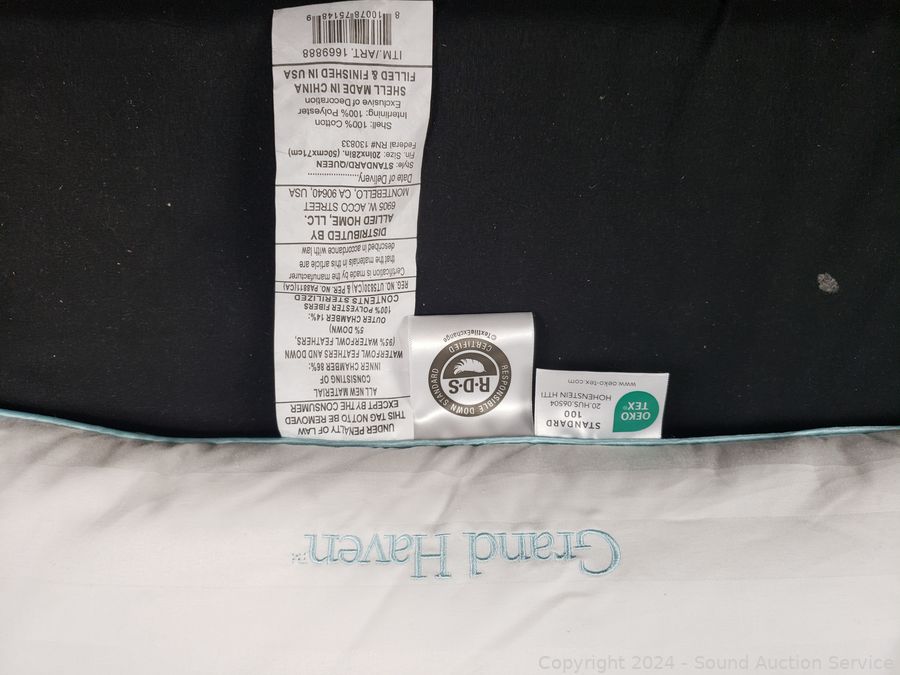 UNDER PENALTY OF LAW
THIS TAG NOT TO BE REMOVED
EXCEPT BY THE CONSUMER
ALL NEW MATERIAL
CONSISTING OF
INNER CHAMBER 86%:
WATERFOWL FEATHERS AND DOWN
(95% WATERFOWL FEATHERS,
5% DOWN)
OUTER CHAMBER 14%:
100% POLYESTER FIBERS
CONTENTS STERILIZED
REG. NO. UT5830(CA) & PER. NO. PA8811(CA)
Certification is made by the manufacturer
that the materials in this article are
described in accordance with law
DISTRIBUTED BY
ALLIED HOME, LLC.
6905 W. ACCO STREET
MONTEBELLO, CA 90640, USA
Date of Delivery
Style: STANDARD/QUEEN
Fin. Size: 20inx28in. (50cmx71cm)
Federal RN# 130833
Shell: 100% Cotton
Interlining: 100% Polyester
Exclusive of Decoration
SHELL MADE IN CHINA
FILLED & FINISHED IN USA
ITM./ART. 1669888
8 10078 75148 9
RESPONSIBLE DOWN STANDARD
R·D·S
CERTIFIED
©TextileExchange
OEKO
TEX®
STANDARD
100
20.HUS.06504
HOHENSTEIN HTTI
www.oeko-tex.com
Grand Haven™
Copyright 2024 - Sound Auction Service